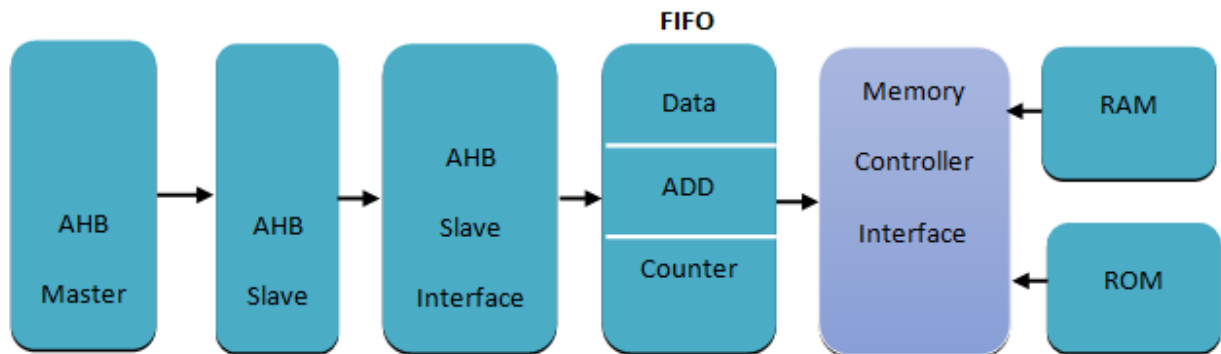 FIFO
AHB
Master
AHB
Slave
AHB
Slave
Interface
Data
ADD
Counter
Memory
Controller
Interface
RAM
ROM